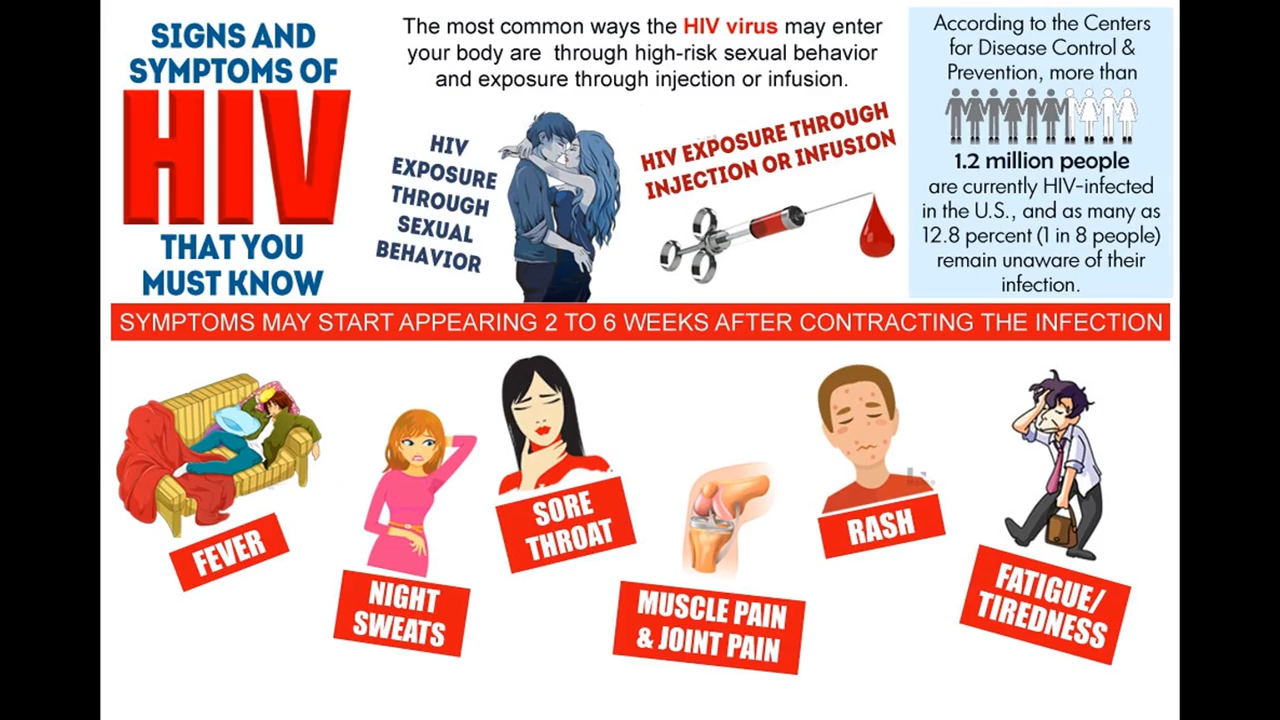 SIGNS AND
SYMPTOMS OF
HIV
THAT YOU
MUST KNOW
The most common ways the HIV virus may enter
your body are through high-risk sexual behavior
and exposure through injection or infusion.
HIV
EXPOSURE
THROUGH
SEXUAL
BEHAVIOR
HIV EXPOSURE THROUGH
INJECTION OR INFUSION
According to the Centers
for Disease Control &
Prevention, more than
1.2 million people
are currently HIV-infected
in the U.S., and as many as
12.8 percent (1 in 8 people)
remain unaware of their
infection.
SYMPTOMS MAY START APPEARING 2 TO 6 WEEKS AFTER CONTRACTING THE INFECTION
FEVER
NIGHT
SWEATS
SORE
THROAT
MUSCLE PAIN
& JOINT PAIN
RASH
FATIGUE/
TIREDNESS